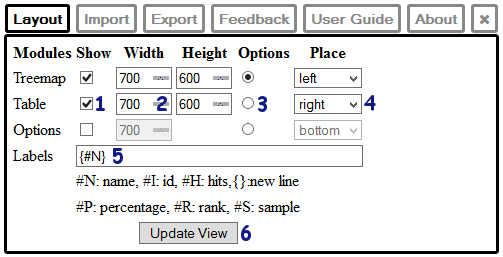 Layout Import Export Feedback User Guide About ×
Modules Show Width Height Options Place
Treemap 700 600 left
Table 1 700 2 600 3 right 4
Options 700 bottom
Labels {#N} 5
#N: name, #I: id, #H: hits,{}:new line
#P: percentage, #R: rank, #S: sample
Update View 6